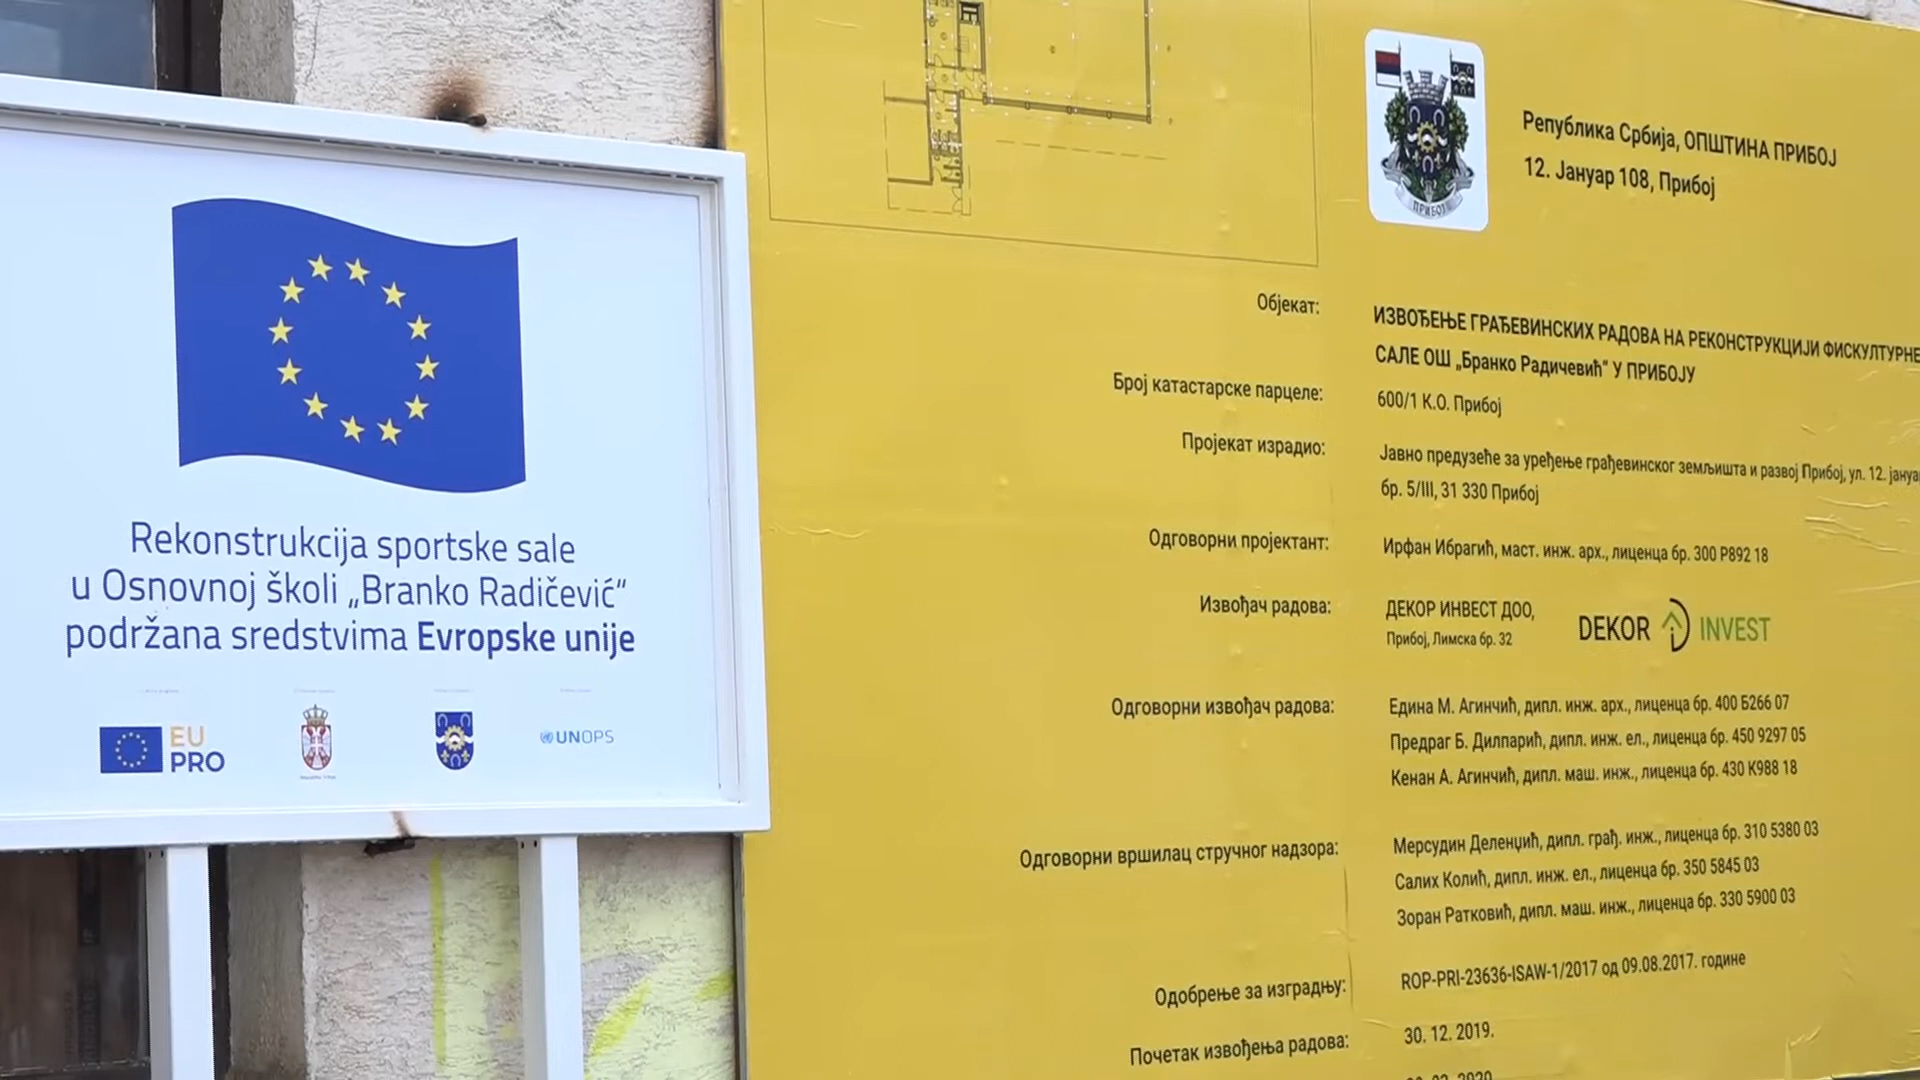 Rekonstrukcija sportske sale
u Osnovnoj školi „Branko Radičević“
podržana sredstvima Evropske unije
EU
PRO
UNOPS
ПРИБОЈ
Република Србија, ОПШТИНА ПРИБОЈ
12. Јануар 108, Прибој
Објекат:
ИЗВОЂЕЊЕ ГРАЂЕВИНСКИХ РАДОВА НА РЕКОНСТРУКЦИЈИ ФИСКУЛТУРНЕ
САЛЕ ОШ „Бранко Радичевић“ У ПРИБОЈУ
Број катастарске парцеле:
600/1 К.О. Прибој
Пројекат израдио:
Јавно предузеће за уређење грађевинског земљишта и развој Прибој, ул. 12. јануа
бр. 5/III, 31 330 Прибој
Одговорни пројектант:
Ирфан Ибрагић, маст. инж. арх., лиценца бр. 300 Р892 18
Извођач радова:
ДЕКОР ИНВЕСТ ДОО,
Прибој, Лимска бр. 32
DEKOR INVEST
Одговорни извођач радова:
Едина М. Агинчић, дипл. инж. арх., лиценца бр. 400 Б266 07
Предраг Б. Дилпарић, дипл. инж. ел., лиценца бр. 450 9297 05
Кенан А. Агинчић, дипл. маш. инж., лиценца бр. 430 К988 18
Одговорни вршилац стручног надзора:
Мерсудин Деленџић, дипл. грађ. инж., лиценца бр. 310 5380 03
Салих Колић, дипл. инж. ел., лиценца бр. 350 5845 03
Зоран Ратковић, дипл. маш. инж., лиценца бр. 330 5900 03
Одобрење за изградњу:
ROP-PRI-23636-ISAW-1/2017 од 09.08.2017. године
Почетак извођења радова:
30. 12. 2019.